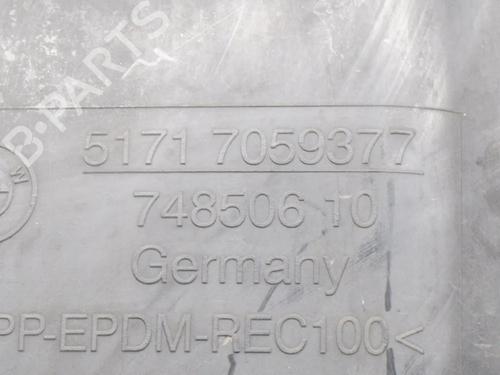 B-PARTS
5171 7059377
748506 10
Germany
PP-EPDM-REC100<